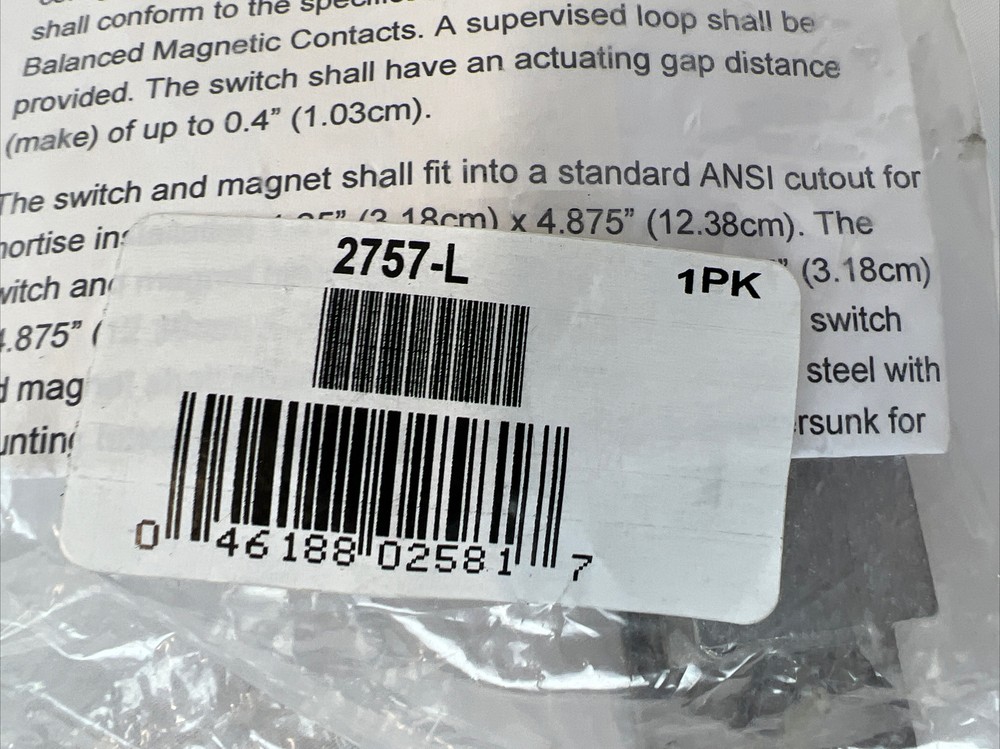 shall conform to the
Balanced Magnetic Contacts. A supervised loop shall be
provided. The switch shall have an actuating gap distance
(make) of up to 0.4” (1.03cm).
The switch and magnet shall fit into a standard ANSI cutout for
(3.18cm) x 4.875” (12.38cm). The
(3.18cm)
4.875” (
switch
steel with
for
2757-L
1PK
0 46188 02581 7